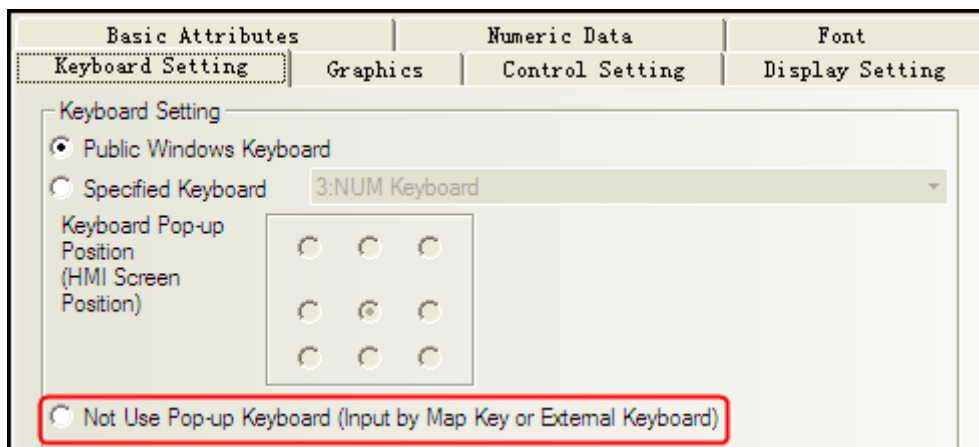 Basic Attributes Numeric Data Font
Keyboard Setting Graphics Control Setting Display Setting
Keyboard Setting
Public Windows Keyboard
Specified Keyboard 3:NUM Keyboard
Keyboard Pop-up
Position
(HMI Screen
Position)
Not Use Pop-up Keyboard (Input by Map Key or External Keyboard)